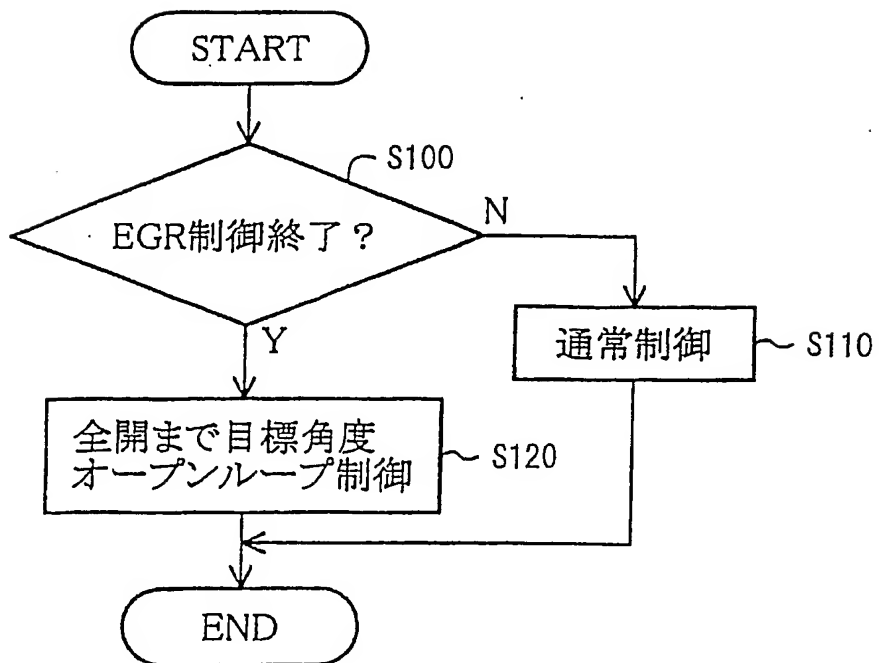 START
S100
EGR制御終了？
N
Y
通常制御
S110
全開まで目標角度
オープンループ制御
S120
END